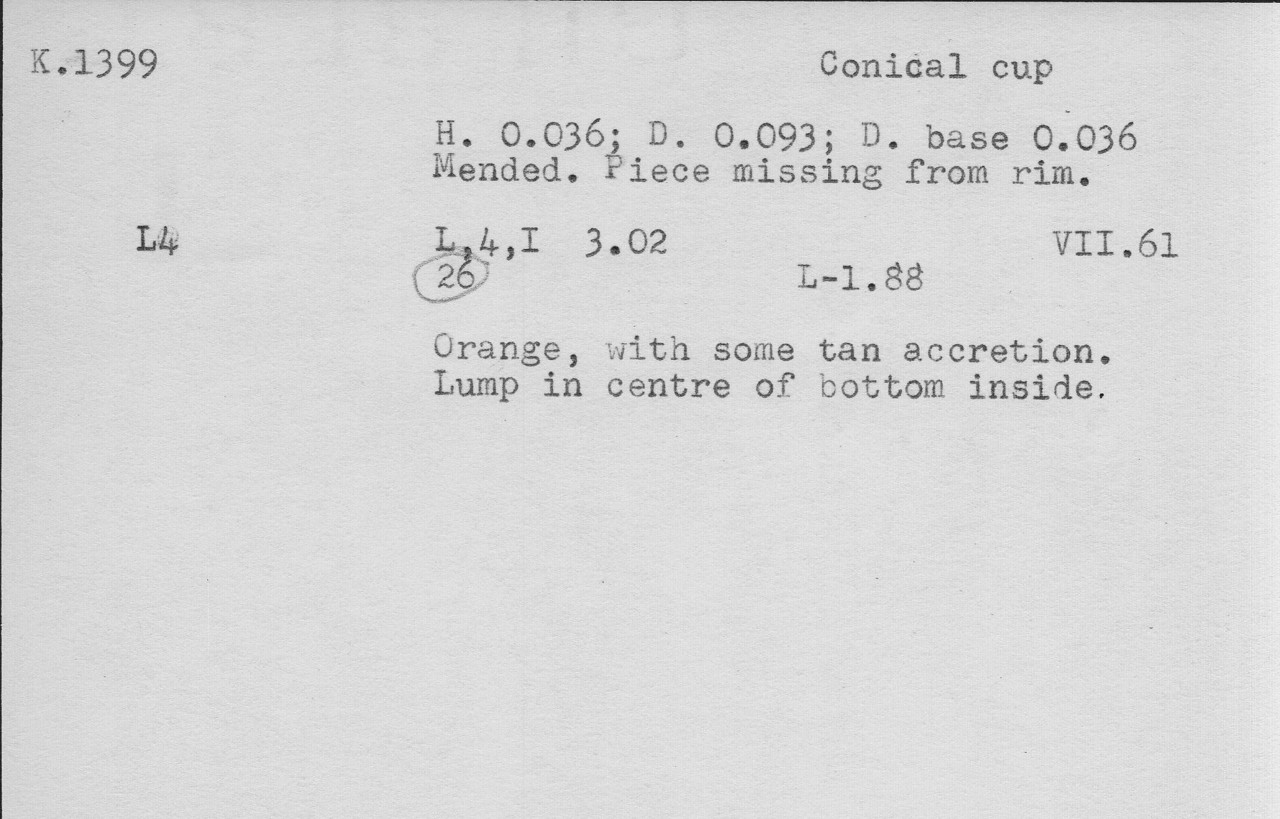 K.1399 Conical cup
H. 0.036; D. 0.093; D. base 0.036
Mended. Piece missing from rim.
L4 L,4,I 3.02 VII.61
26 L-1.88
Orange, with some tan accretion.
Lump in centre of bottom inside.